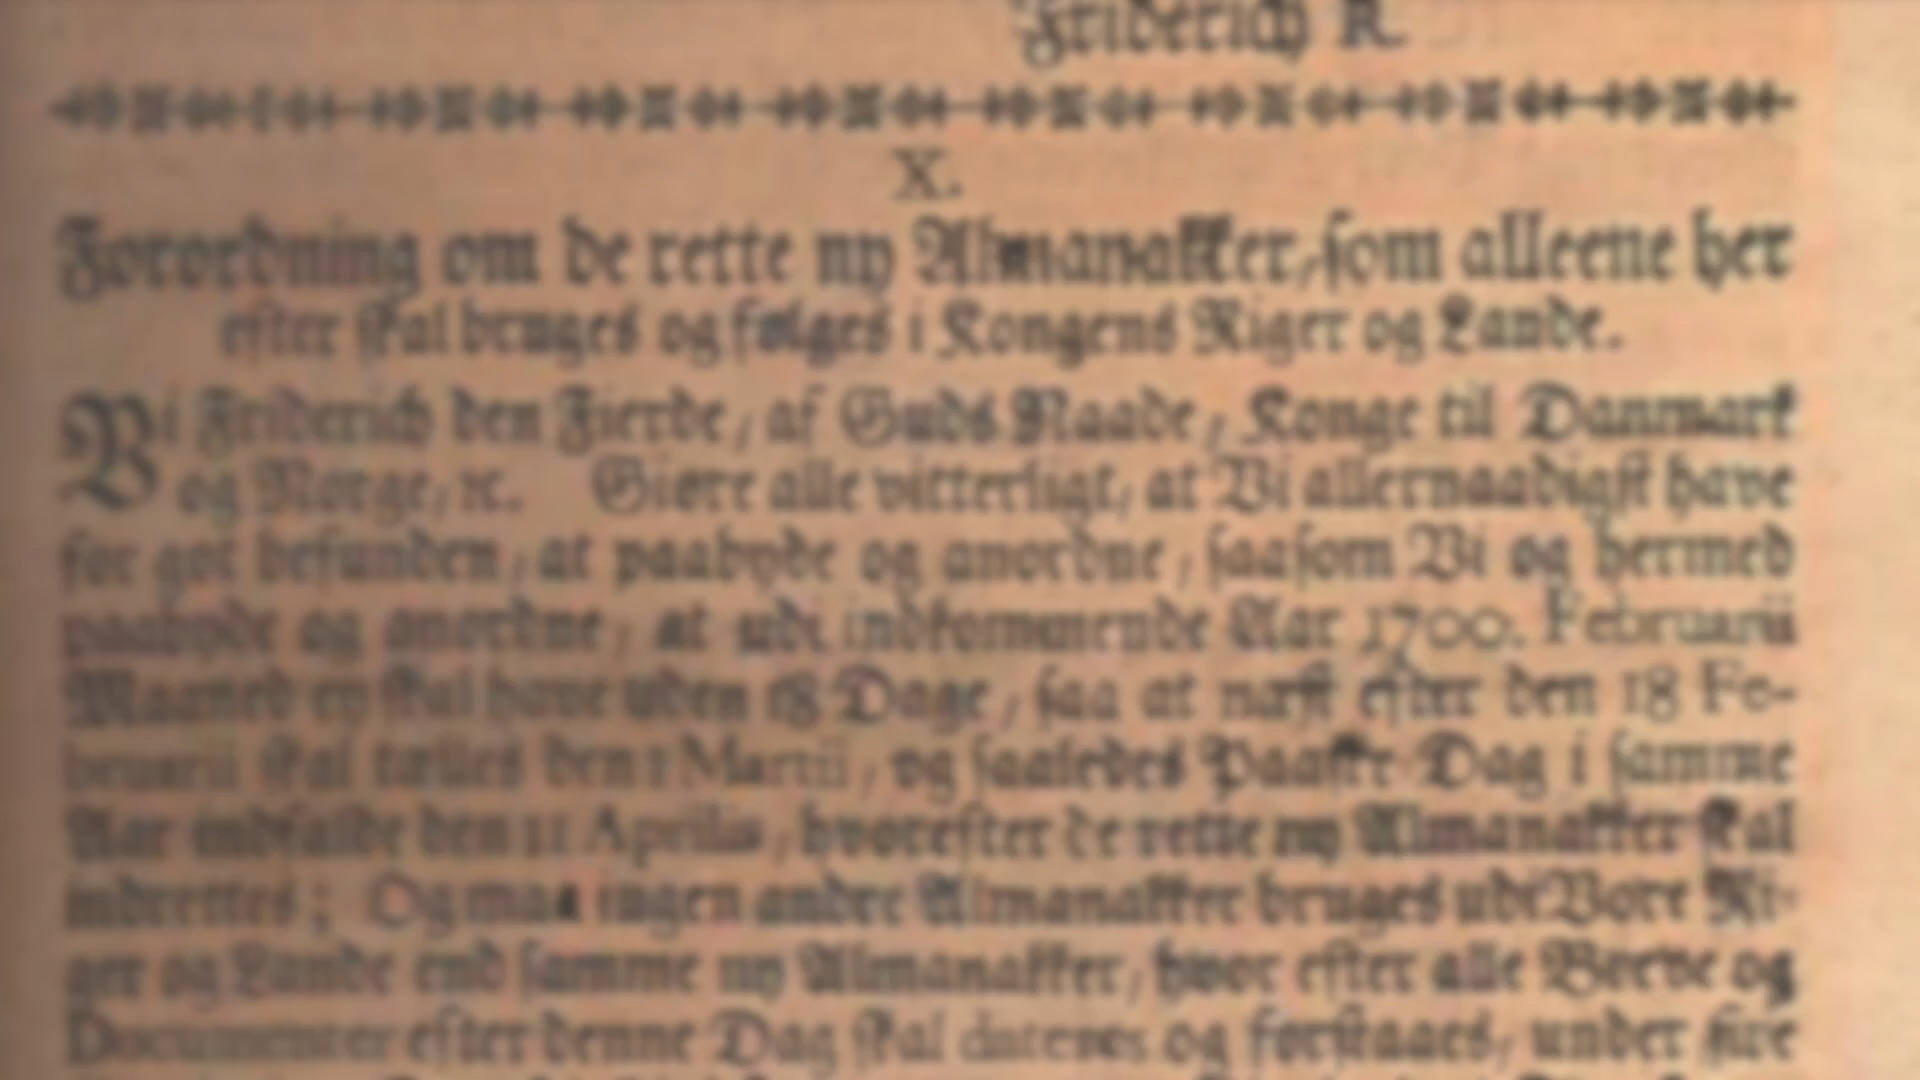 Friderich R.
X.
Forordning om de rette ny Almanakker, som alleene her
efter skal bruges og følges i Kongens Riger og Lande.
Vi Friderich den Fierde, af Guds Naade, Konge til Danmark
og Norge, ꝛc. Giøre alle vitterligt, at Vi allernaadigst have
for got befunden, at paabyde og anordne, saasom Vi og hermed
paabyde og anordne, at udi indkommende Aar 1700. Februarii
Maaned ey skal have uden 18 Dage, saa at næst efter den 18 Fe-
bruarii skal tælles den 1 Martii, og saaledes Paaske Dag i samme
Aar indfalde den 11 Aprilis, hvorefter de rette ny Almanakker skal
indrettes; Og maa ingen andre Almanakker bruges udi Vore Ri-
ger og Lande end samme ny Almanakker, hvor efter alle Breve og
Documenter efter denne Dag skal dateres og forstaaes, under